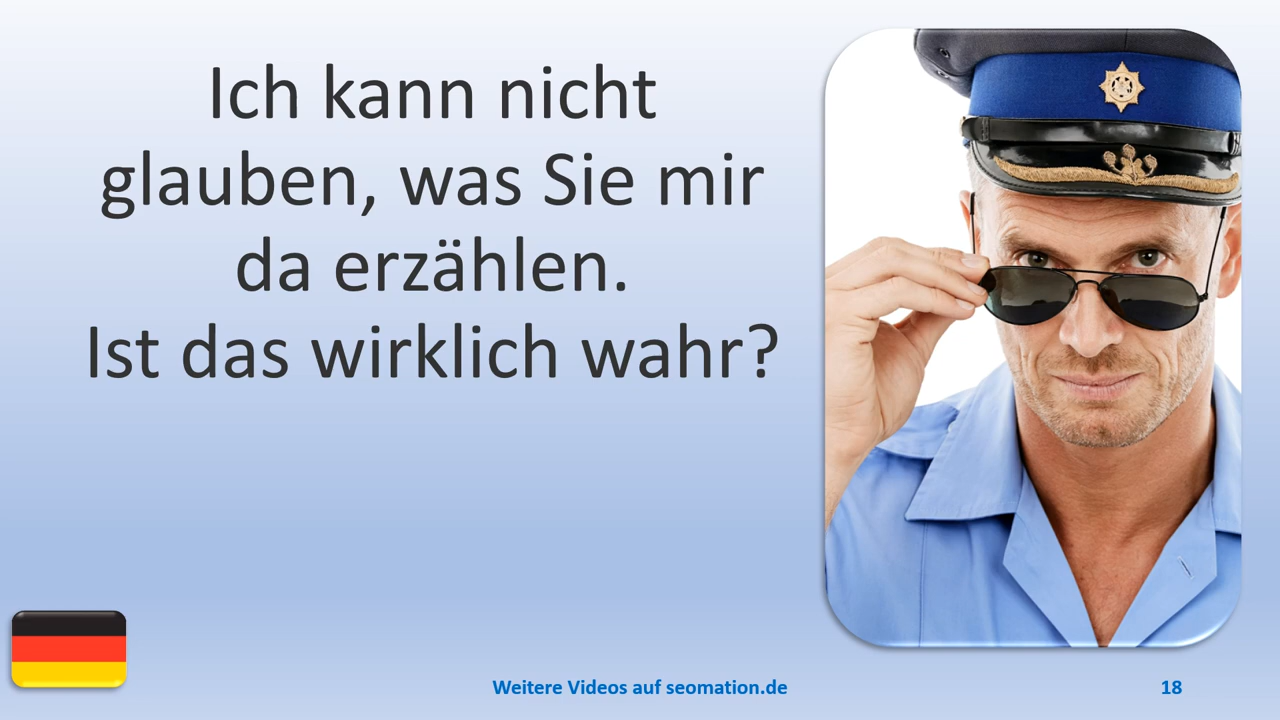 Ich kann nicht
glauben, was Sie mir
da erzählen.
Ist das wirklich wahr?
Weitere Videos auf seomation.de
18